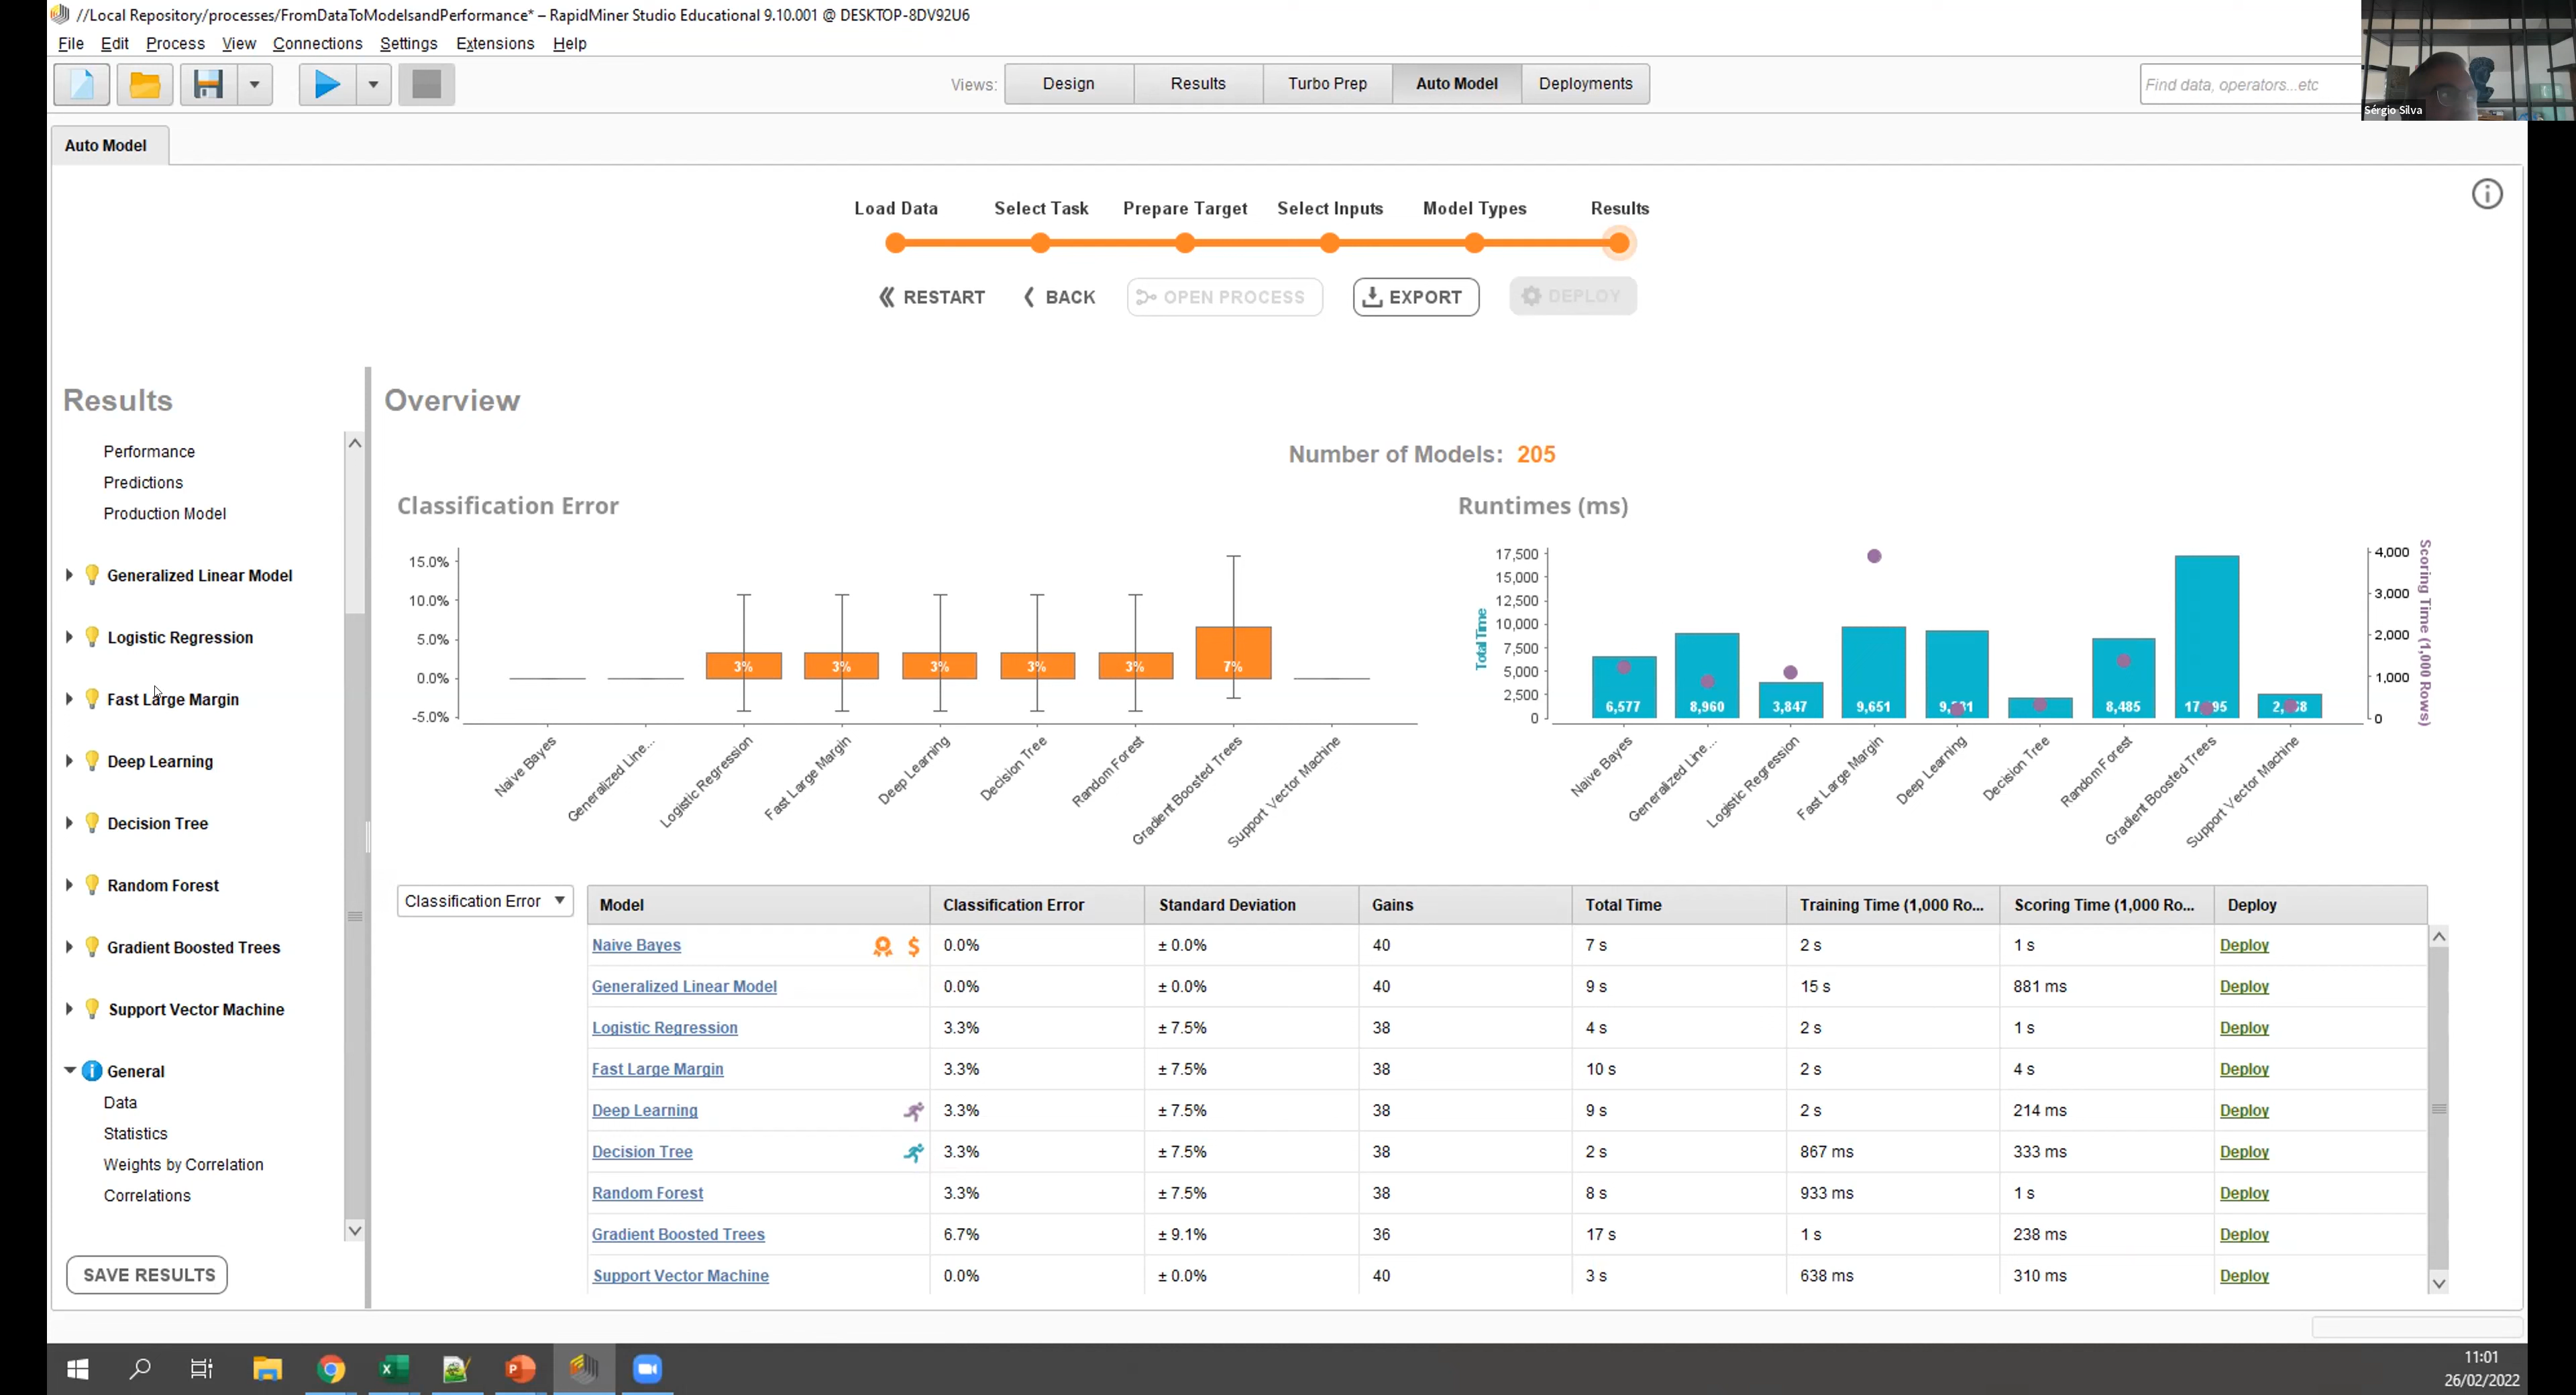 //Local Repository/processes/FromDataToModelsandPerformance* – RapidMiner Studio Educational 9.10.001 @ DESKTOP-8DV92U6
File Edit Process View Connections Settings Extensions Help
Views: Design Results Turbo Prep Auto Model Deployments
Find data, operators...etc
Sérgio Silva
Auto Model
Load Data Select Task Prepare Target Select Inputs Model Types Results
RESTART BACK OPEN PROCESS EXPORT DEPLOY
Results
Performance
Predictions
Production Model
Generalized Linear Model
Logistic Regression
Fast Large Margin
Deep Learning
Decision Tree
Random Forest
Gradient Boosted Trees
Support Vector Machine
General
Data
Statistics
Weights by Correlation
Correlations
SAVE RESULTS
Overview
Number of Models: 205
Classification Error
15.0%
10.0%
5.0%
0.0%
-5.0%
3% 3% 3% 3% 3% 7%
Naive Bayes
Generalized Line...
Logistic Regression
Fast Large Margin
Deep Learning
Decision Tree
Random Forest
Gradient Boosted Trees
Support Vector Machine
Runtimes (ms)
Total Time
17,500
15,000
12,500
10,000
7,500
5,000
2,500
0
6,577 8,960 3,847 9,651 8,485
4,000
3,000
2,000
1,000
0
Scoring Time (1,000 Rows)
Naive Bayes
Generalized Line...
Logistic Regression
Fast Large Margin
Deep Learning
Decision Tree
Random Forest
Gradient Boosted Trees
Support Vector Machine
Classification Error
Model Classification Error Standard Deviation Gains Total Time Training Time (1,000 Ro... Scoring Time (1,000 Ro... Deploy
Naive Bayes $ 0.0% ± 0.0% 40 7 s 2 s 1 s Deploy
Generalized Linear Model 0.0% ± 0.0% 40 9 s 15 s 881 ms Deploy
Logistic Regression 3.3% ± 7.5% 38 4 s 2 s 1 s Deploy
Fast Large Margin 3.3% ± 7.5% 38 10 s 2 s 4 s Deploy
Deep Learning 3.3% ± 7.5% 38 9 s 2 s 214 ms Deploy
Decision Tree 3.3% ± 7.5% 38 2 s 867 ms 333 ms Deploy
Random Forest 3.3% ± 7.5% 38 8 s 933 ms 1 s Deploy
Gradient Boosted Trees 6.7% ± 9.1% 36 17 s 1 s 238 ms Deploy
Support Vector Machine 0.0% ± 0.0% 40 3 s 638 ms 310 ms Deploy
11:01
26/02/2022